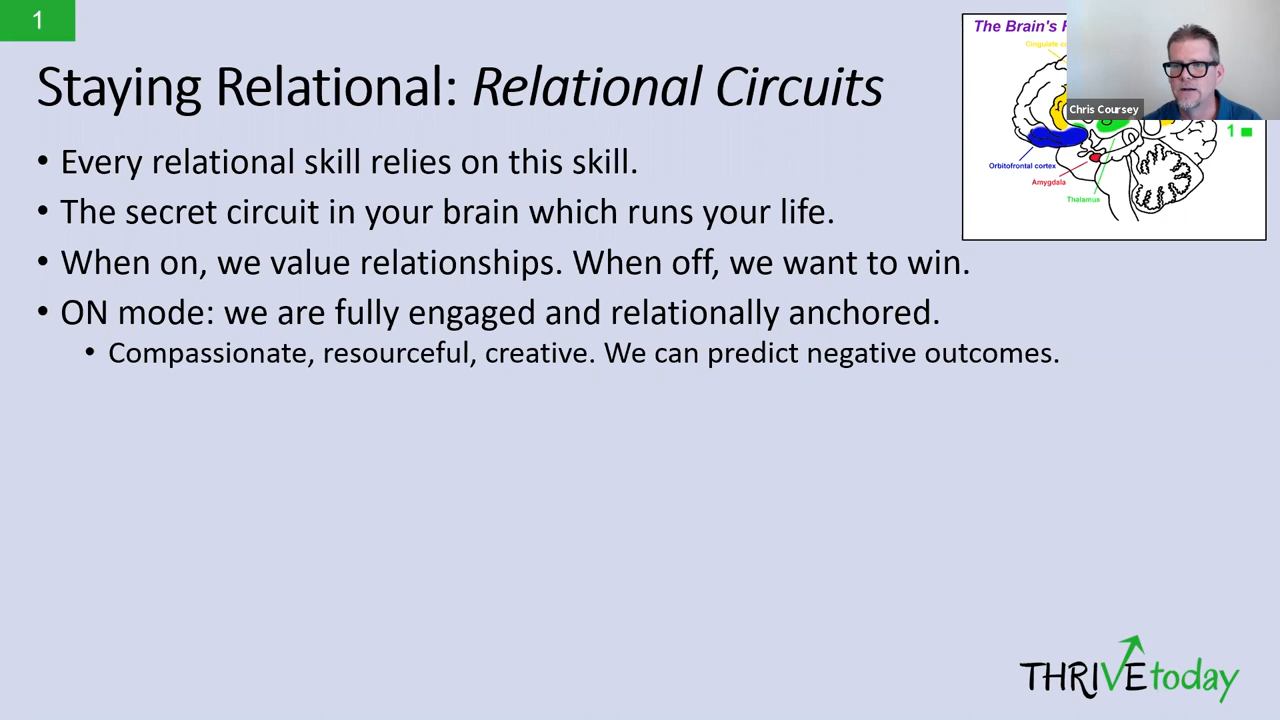 1
Staying Relational: Relational Circuits
• Every relational skill relies on this skill.
• The secret circuit in your brain which runs your life.
• When on, we value relationships. When off, we want to win.
• ON mode: we are fully engaged and relationally anchored.
• Compassionate, resourceful, creative. We can predict negative outcomes.
The Brain's
Chris Coursey
1
Orbitofrontal cortex
Amygdala
Thalamus
THRIVEtoday